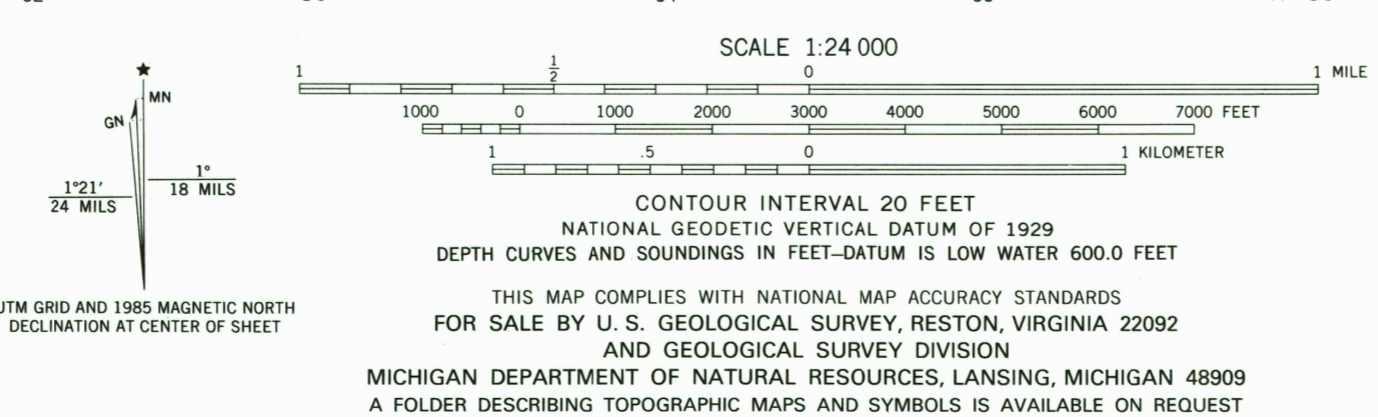 SCALE 1:24 000
1 1/2 0 1 MILE
1000 0 1000 2000 3000 4000 5000 6000 7000 FEET
1 .5 0 1 KILOMETER
CONTOUR INTERVAL 20 FEET
NATIONAL GEODETIC VERTICAL DATUM OF 1929
DEPTH CURVES AND SOUNDINGS IN FEET—DATUM IS LOW WATER 600.0 FEET
THIS MAP COMPLIES WITH NATIONAL MAP ACCURACY STANDARDS
FOR SALE BY U. S. GEOLOGICAL SURVEY, RESTON, VIRGINIA 22092
AND GEOLOGICAL SURVEY DIVISION
MICHIGAN DEPARTMENT OF NATURAL RESOURCES, LANSING, MICHIGAN 48909
A FOLDER DESCRIBING TOPOGRAPHIC MAPS AND SYMBOLS IS AVAILABLE ON REQUEST
MN
GN
1°
18 MILS
1°21′
24 MILS
UTM GRID AND 1985 MAGNETIC NORTH
DECLINATION AT CENTER OF SHEET